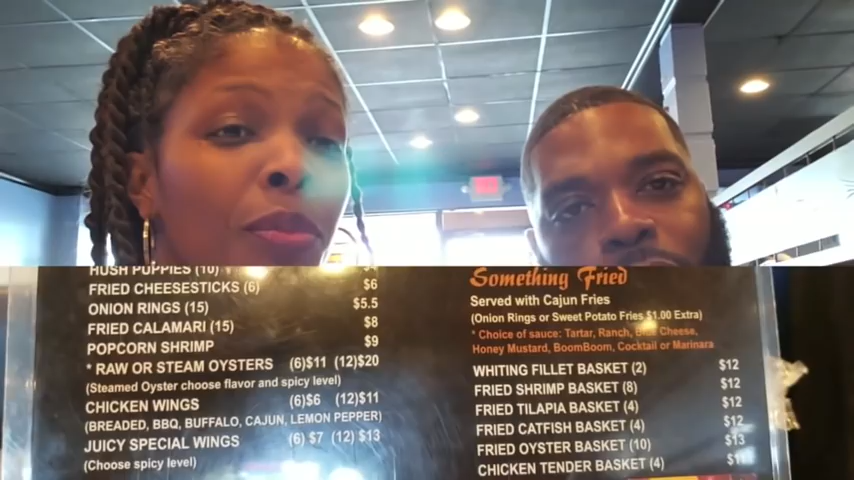 HUSH PUPPIES (10)
FRIED CHEESESTICKS (6) $6
ONION RINGS (15) $5.5
FRIED CALAMARI (15) $8
POPCORN SHRIMP $9
* RAW OR STEAM OYSTERS (6)$11 (12)$20
(Steamed Oyster choose flavor and spicy level)
CHICKEN WINGS (6)$6 (12)$11
(BREADED, BBQ, BUFFALO, CAJUN, LEMON PEPPER)
JUICY SPECIAL WINGS (6) $7 (12) $13
(Choose spicy level)
Something Fried
Served with Cajun Fries
(Onion Rings or Sweet Potato Fries $1.00 Extra)
* Choice of sauce: Tartar, Ranch, Blue Cheese,
Honey Mustard, BoomBoom, Cocktail or Marinara
WHITING FILLET BASKET (2) $12
FRIED SHRIMP BASKET (8) $12
FRIED TILAPIA BASKET (4) $12
FRIED CATFISH BASKET (4) $12
FRIED OYSTER BASKET (10) $13
CHICKEN TENDER BASKET (4)